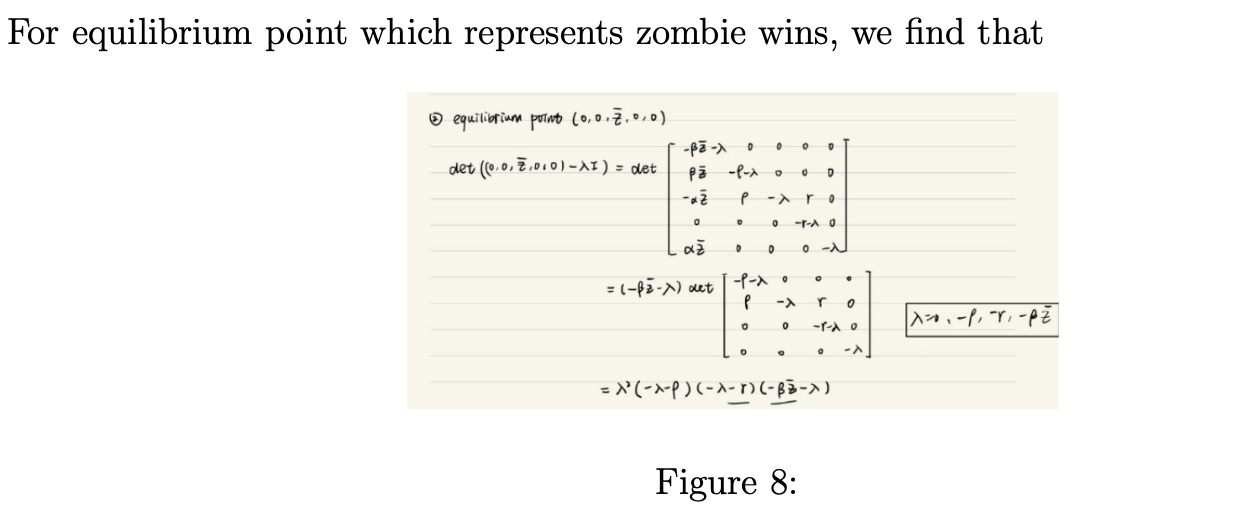 For equilibrium point which represents zombie wins, we find that
② equilibrium point (0,0,z̄,0,0)
det ((0,0,z̄,0,0)-λI) = det
-βz̄-λ 0 0 0 0
βz̄ -ρ-λ 0 0 0
-αz̄ ρ -λ r 0
0 0 0 -r-λ 0
αz̄ 0 0 0 -λ
= (-βz̄-λ) det
-ρ-λ 0 0 0
ρ -λ r 0
0 0 -r-λ 0
0 0 0 -λ
λ=0, -ρ, -r, -βz̄
= λ²(-λ-ρ)(-λ-r)(-βz̄-λ)
Figure 8: